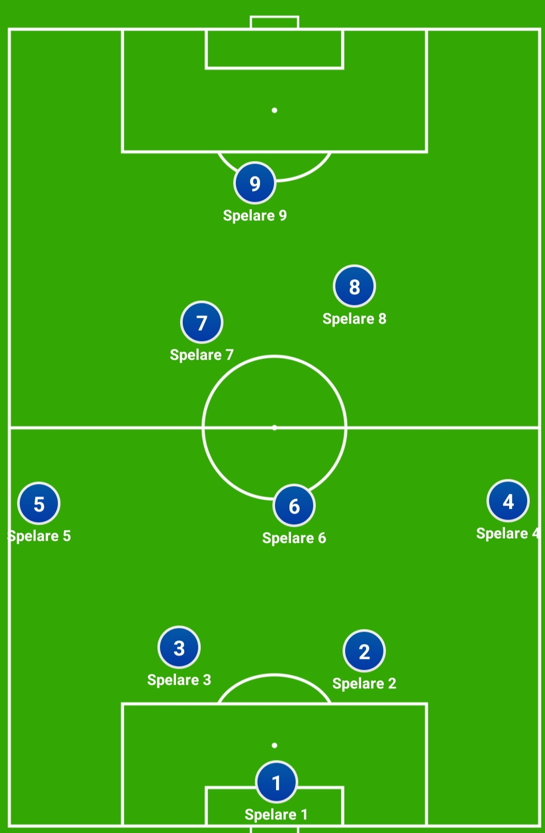 9
Spelare 9
8
Spelare 8
7
Spelare 7
5
Spelare 5
6
Spelare 6
4
Spelare 4
3
Spelare 3
2
Spelare 2
1
Spelare 1